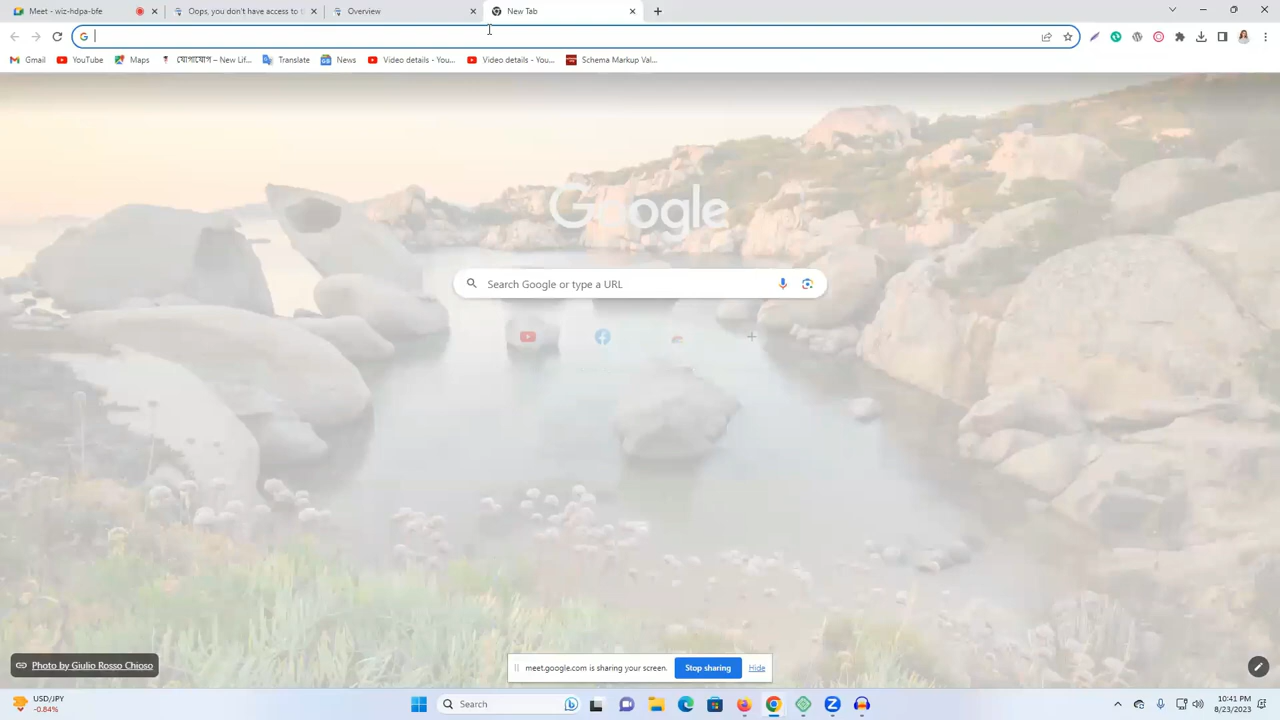 Meet - wiz-hdpa-bfe
Oops, you don't have access to t
Overview
New Tab
Gmail
YouTube
Maps
যোগাযোগ – New Lif...
Translate
News
Video details - You...
Video details - You...
Schema Markup Val...
Google
Search Google or type a URL
Photo by Giulio Rosso Chioso
meet.google.com is sharing your screen.
Stop sharing
Hide
USD/JPY
-0.84%
Search
10:41 PM
8/23/2023